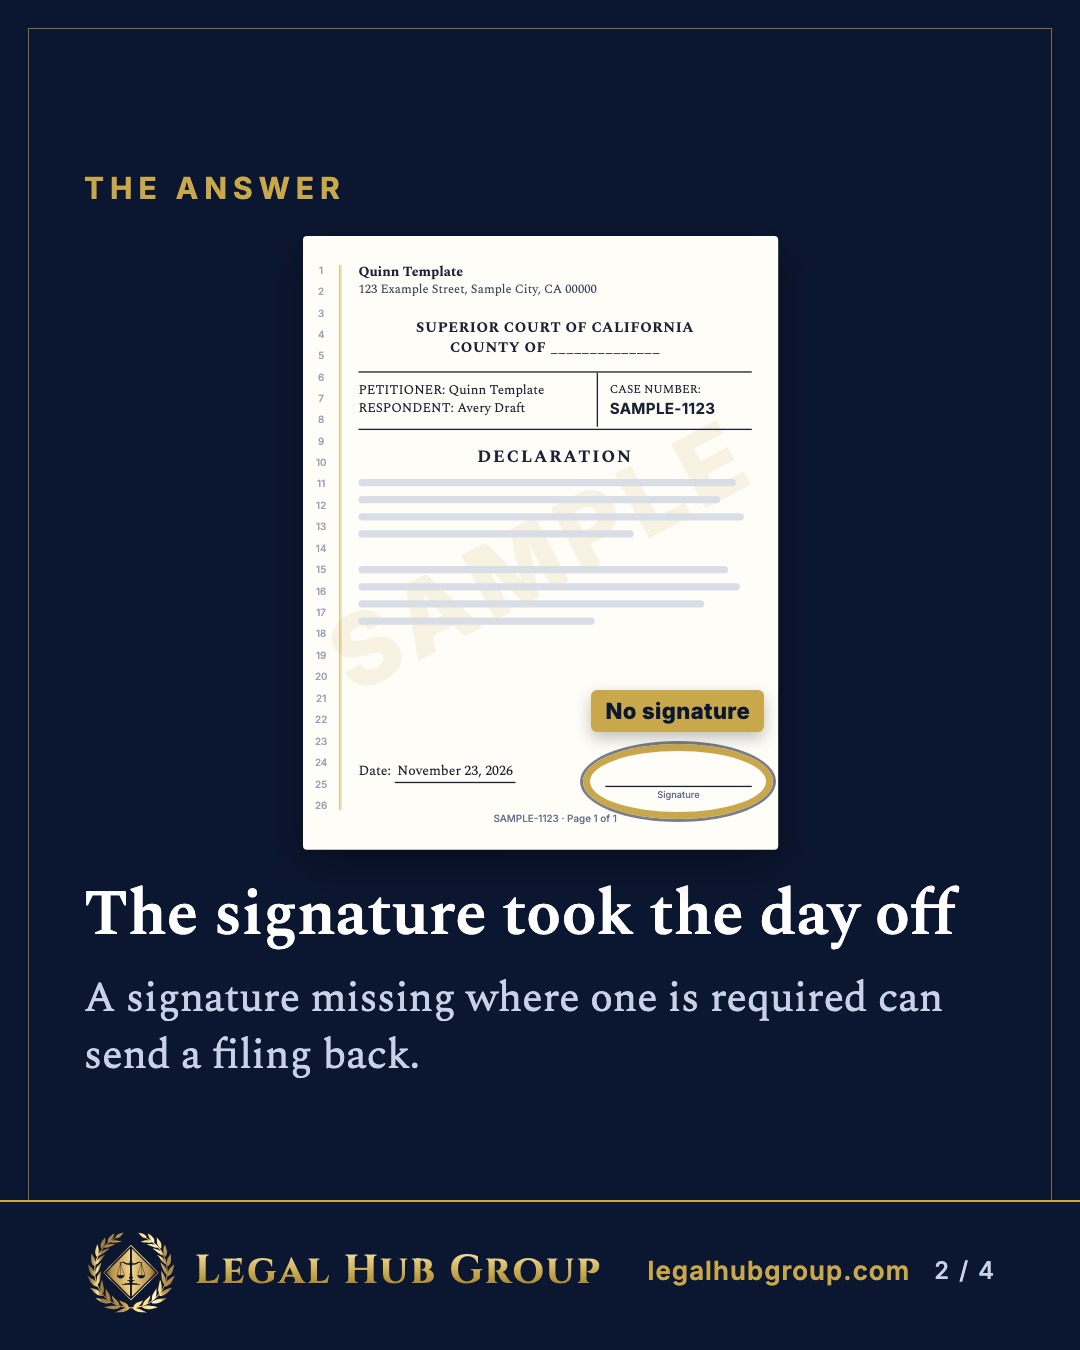 THE ANSWER
1
2
3
4
5
6
7
8
9
10
11
12
13
14
15
16
17
18
19
20
21
22
23
24
25
26
Quinn Template
123 Example Street, Sample City, CA 00000
SUPERIOR COURT OF CALIFORNIA
COUNTY OF ______________
PETITIONER: Quinn Template
RESPONDENT: Avery Draft
CASE NUMBER:
SAMPLE-1123
DECLARATION
SAMPLE
No signature
Date: November 23, 2026
Signature
SAMPLE-1123 · Page 1 of 1
The signature took the day off
A signature missing where one is required can
send a filing back.
LEGAL HUB GROUP
legalhubgroup.com
2 / 4